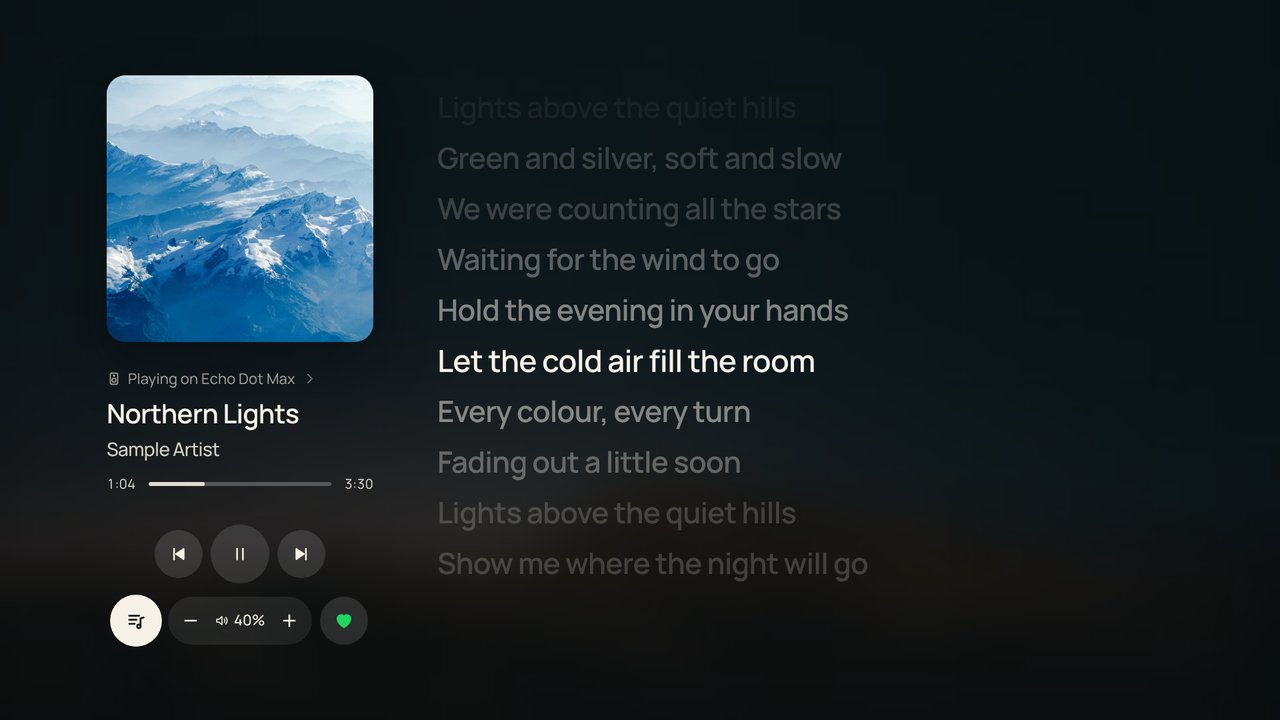 Playing on Echo Dot Max
Northern Lights
Sample Artist
1:04
3:30
40%
Lights above the quiet hills
Green and silver, soft and slow
We were counting all the stars
Waiting for the wind to go
Hold the evening in your hands
Let the cold air fill the room
Every colour, every turn
Fading out a little soon
Lights above the quiet hills
Show me where the night will go